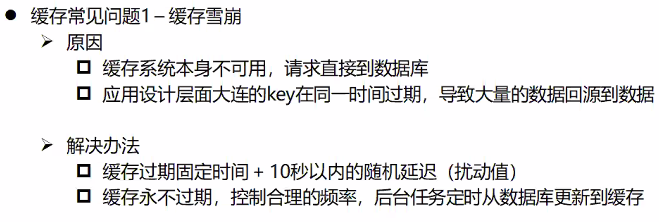 ● 缓存常见问题1 – 缓存雪崩
➢ 原因
❑ 缓存系统本身不可用，请求直接到数据库
❑ 应用设计层面大连的key在同一时间过期，导致大量的数据回源到数据
➢ 解决办法
❑ 缓存过期固定时间 + 10秒以内的随机延迟（扰动值）
❑ 缓存永不过期，控制合理的频率，后台任务定时从数据库更新到缓存